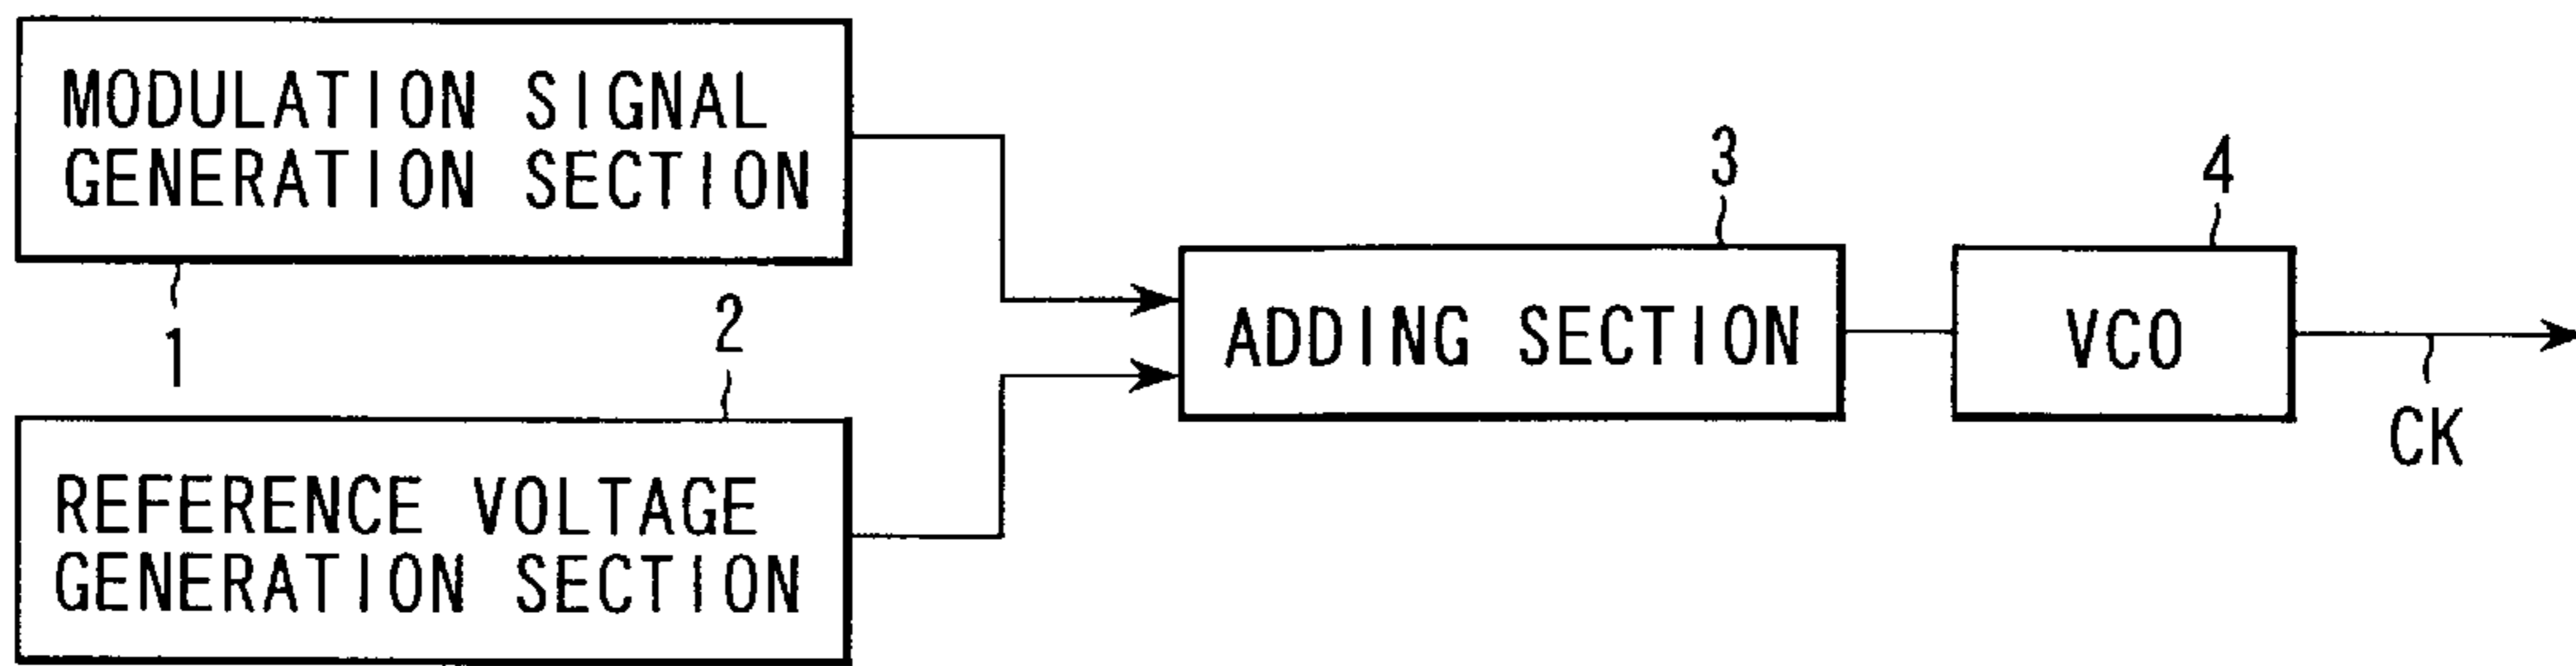 MODULATION SIGNAL
GENERATION SECTION
1
2
REFERENCE VOLTAGE
GENERATION SECTION
3
ADDING SECTION
4
VCO
CK